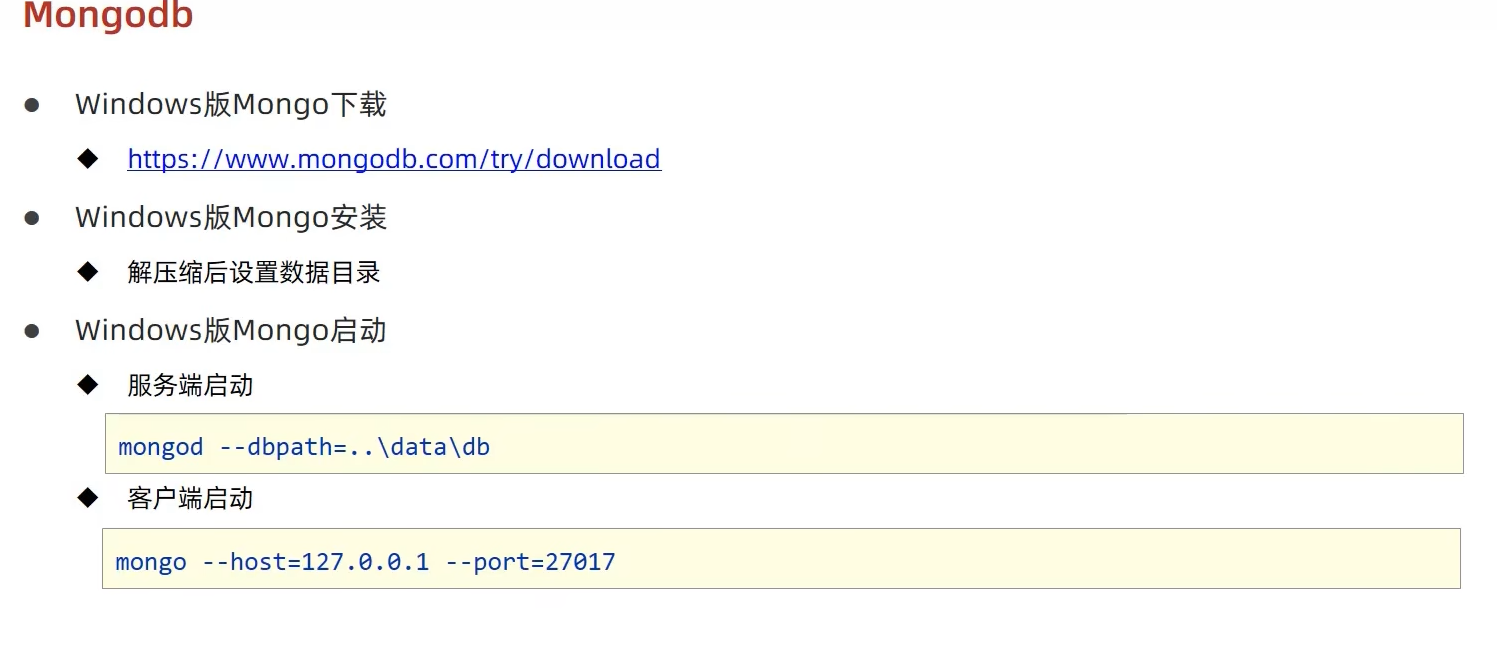 Mongodb
Windows版Mongo下载
https://www.mongodb.com/try/download
Windows版Mongo安装
解压缩后设置数据目录
Windows版Mongo启动
服务端启动
mongod --dbpath=..\data\db
客户端启动
mongo --host=127.0.0.1 --port=27017